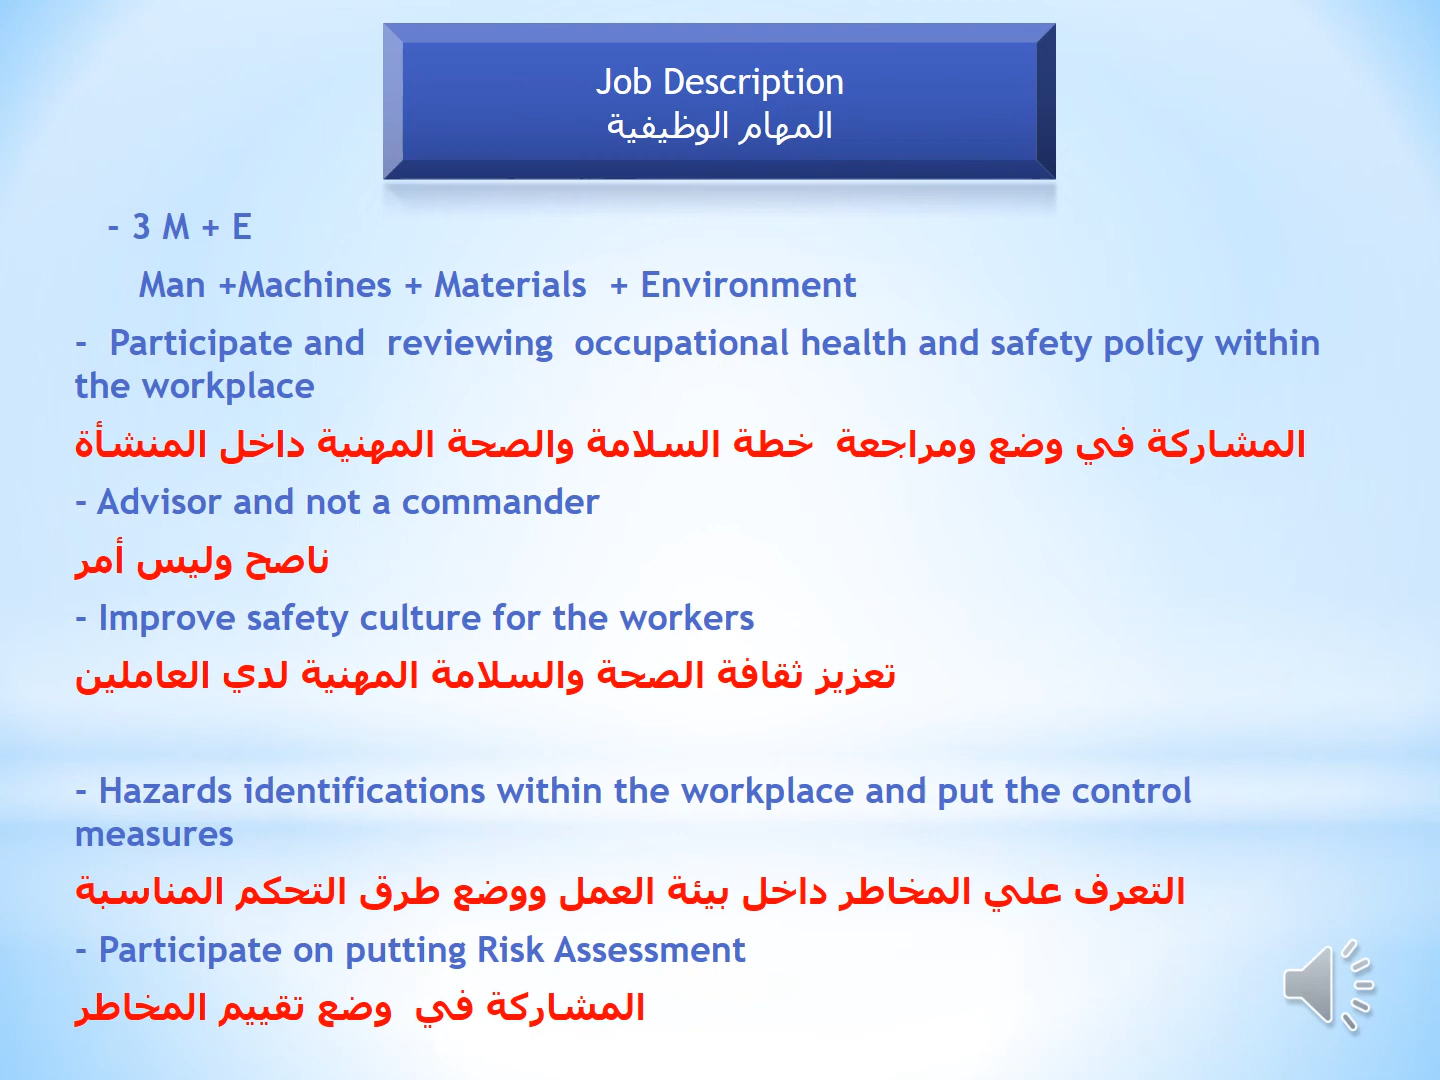 Job Description
المهام الوظيفية
- 3 M + E
Man +Machines + Materials + Environment
- Participate and reviewing occupational health and safety policy within
the workplace
المشاركة في وضع ومراجعة خطة السلامة والصحة المهنية داخل المنشأة
- Advisor and not a commander
ناصح وليس أمر
- Improve safety culture for the workers
تعزيز ثقافة الصحة والسلامة المهنية لدي العاملين
- Hazards identifications within the workplace and put the control
measures
التعرف علي المخاطر داخل بيئة العمل ووضع طرق التحكم المناسبة
- Participate on putting Risk Assessment
المشاركة في وضع تقييم المخاطر